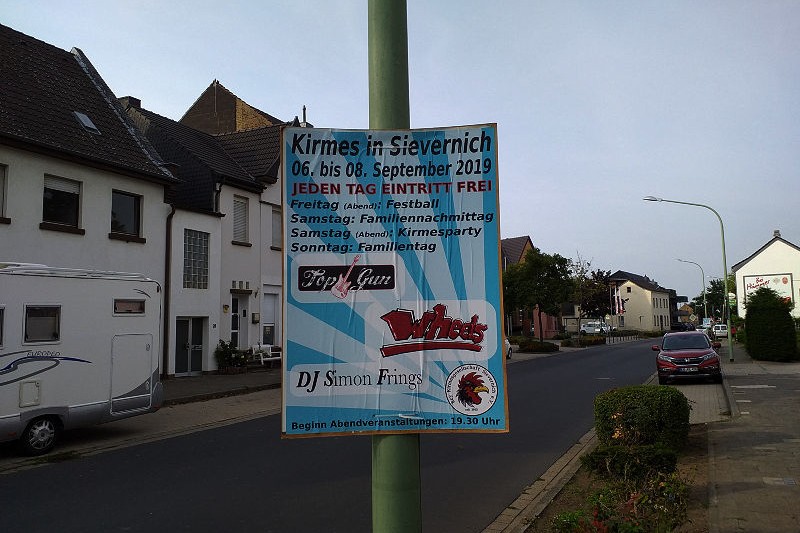 Kirmes in Sievernich
06. bis 08. September 2019
JEDEN TAG EINTRITT FREI
Freitag (Abend): Festball
Samstag: Familiennachmittag
Samstag (Abend): Kirmesparty
Sonntag: Familientag
Top Gun
Wheels
DJ Simon Frings
Beginn Abendveranstaltungen: 19.30 Uhr